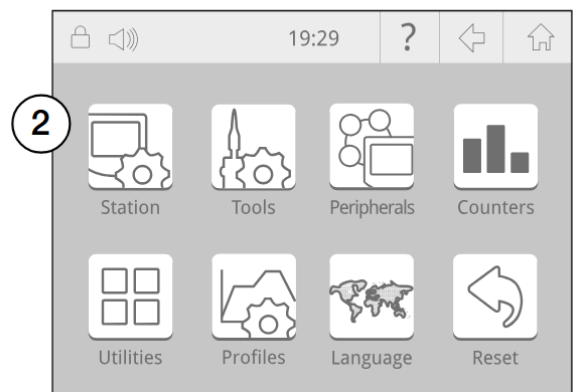 19:29 ?
2
Station Tools Peripherals Counters
Utilities Profiles Language Reset